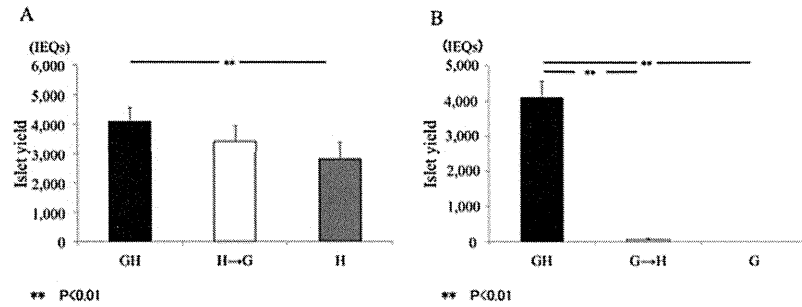 A
(IEQs)
6,000
5,000
4,000
3,000
2,000
1,000
0
Islet yield
**
GH
H→G
H
** P<0.01
B
(IEQs)
5,000
4,000
3,000
2,000
1,000
0
Islet yield
**
**
GH
G→H
G
** P<0.01